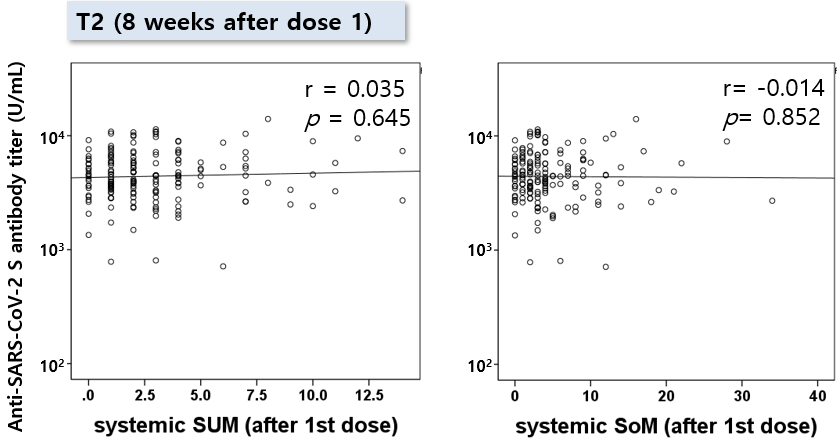 T2 (8 weeks after dose 1)
Anti-SARS-CoV-2 S antibody titer (U/mL)
r = 0.035
p = 0.645
10⁴
10³
10²
.0 2.5 5.0 7.5 10.0 12.5
systemic SUM (after 1st dose)
r= -0.014
p= 0.852
10⁴
10³
10²
0 10 20 30 40
systemic SoM (after 1st dose)